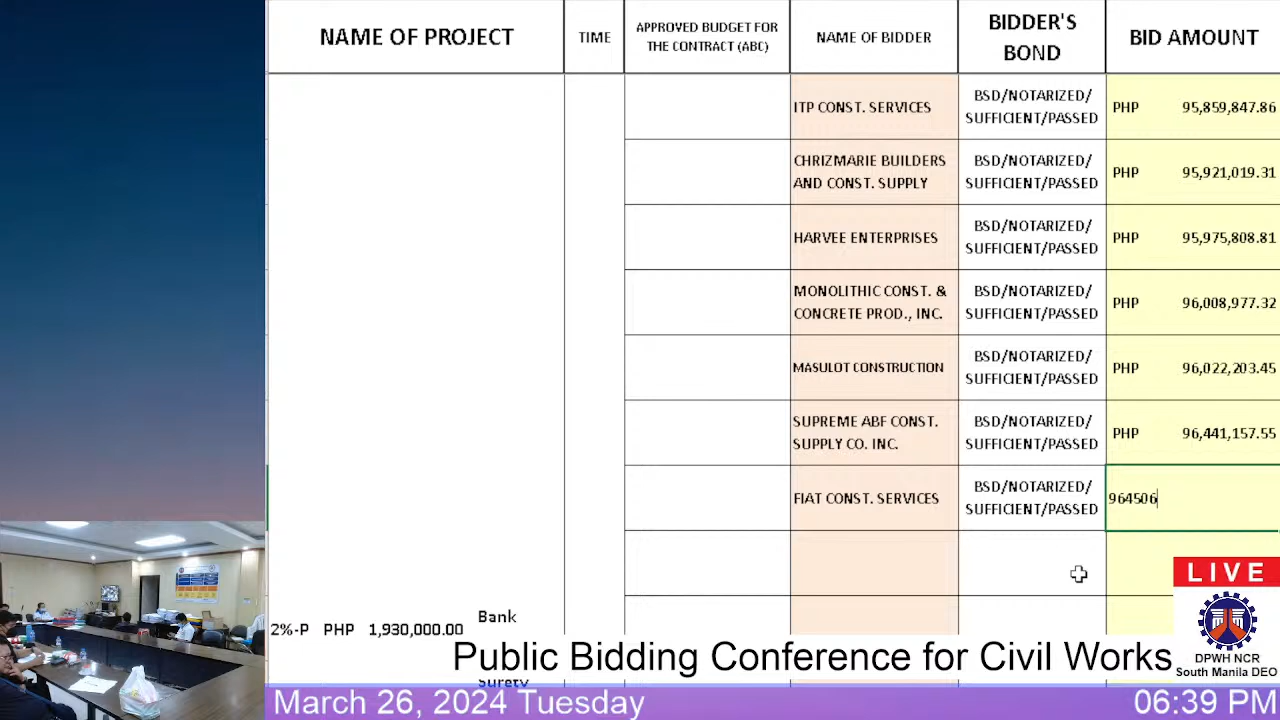 NAME OF PROJECT
TIME
APPROVED BUDGET FOR
THE CONTRACT (ABC)
NAME OF BIDDER
BIDDER'S
BOND
BID AMOUNT
ITP CONST. SERVICES
BSD/NOTARIZED/
SUFFICIENT/PASSED
PHP 95,859,847.86
CHRIZMARIE BUILDERS
AND CONST. SUPPLY
BSD/NOTARIZED/
SUFFICIENT/PASSED
PHP 95,921,019.31
HARVEE ENTERPRISES
BSD/NOTARIZED/
SUFFICIENT/PASSED
PHP 95,975,808.81
MONOLITHIC CONST. &
CONCRETE PROD., INC.
BSD/NOTARIZED/
SUFFICIENT/PASSED
PHP 96,008,977.32
MASULOT CONSTRUCTION
BSD/NOTARIZED/
SUFFICIENT/PASSED
PHP 96,022,203.45
SUPREME ABF CONST.
SUPPLY CO. INC.
BSD/NOTARIZED/
SUFFICIENT/PASSED
PHP 96,441,157.55
FIAT CONST. SERVICES
BSD/NOTARIZED/
SUFFICIENT/PASSED
964506
LIVE
Bank
2%-P PHP 1,930,000.00
Public Bidding Conference for Civil Works
DPWH NCR
South Manila DEO
Surety
March 26, 2024 Tuesday
06:39 PM